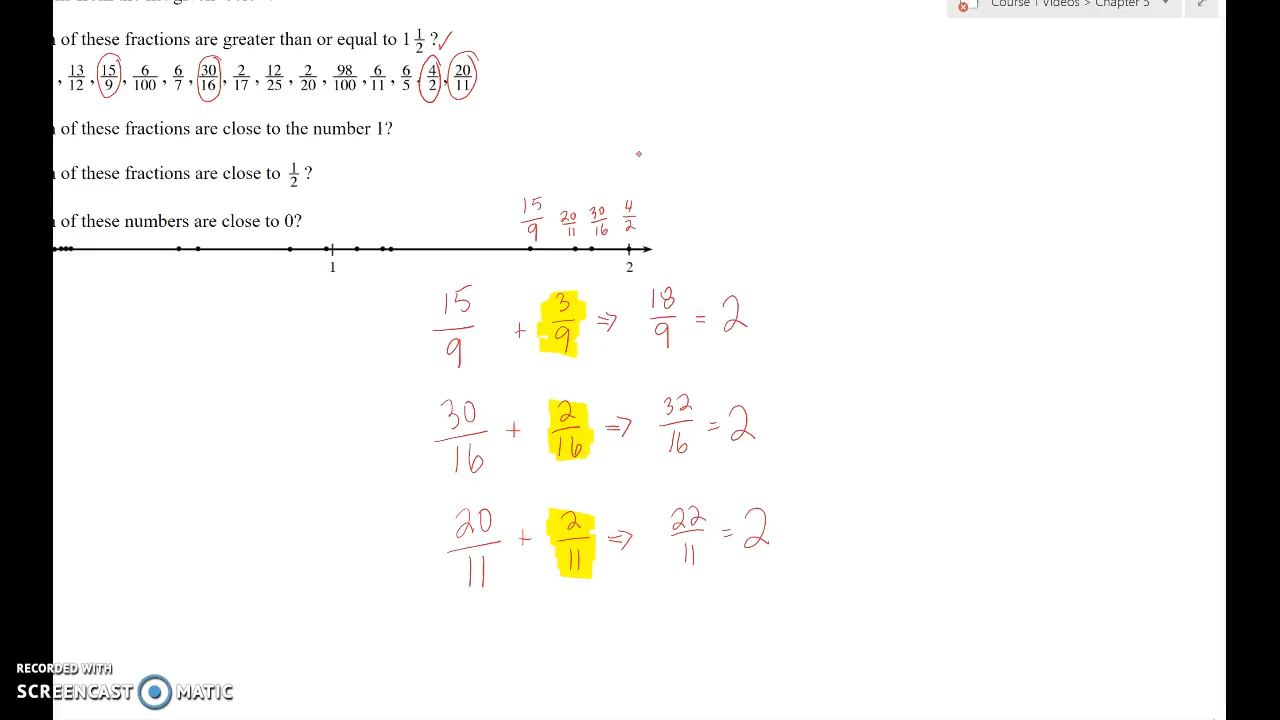 Course 1 Videos > Chapter 5
of these fractions are greater than or equal to 1 1/2 ? ✓
, 13/12 , 15/9 , 6/100 , 6/7 , 30/16 , 2/17 , 12/25 , 2/20 , 98/100 , 6/11 , 6/5 , 4/2 , 20/11
of these fractions are close to the number 1?
of these fractions are close to 1/2 ?
of these numbers are close to 0?
15/9 20/11 30/16 4/2
1 2
15/9 + 3/9 ⇒ 18/9 = 2
30/16 + 2/16 ⇒ 32/16 = 2
20/11 + 2/11 ⇒ 22/11 = 2
RECORDED WITH
SCREENCAST MATIC